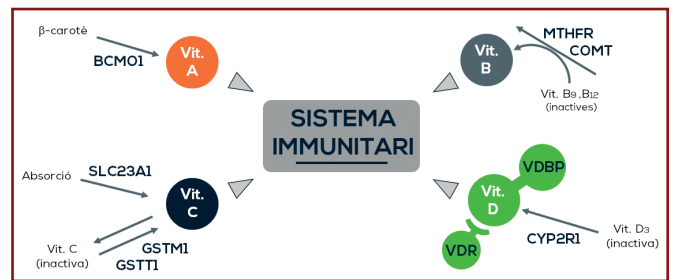 β-carotè
BCMO1
Vit.
A
Vit.
B
MTHFR
COMT
Vit. B9 ,B12
(inactives)
SISTEMA
IMMUNITARI
Absorció
SLC23A1
Vit.
C
Vit. C
(inactiva)
GSTM1
GSTT1
VDBP
Vit.
D
VDR
CYP2R1
Vit. D3
(inactiva)